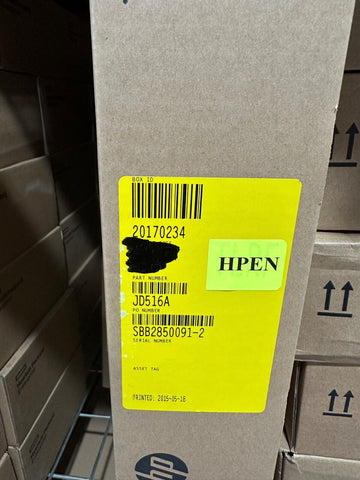 BOX ID
20170234
PART NUMBER
HPEN
JD516A
PO NUMBER
SBB2850091-2
SERIAL NUMBER
ASSET TAG
PRINTED: 2015-05-18
hp